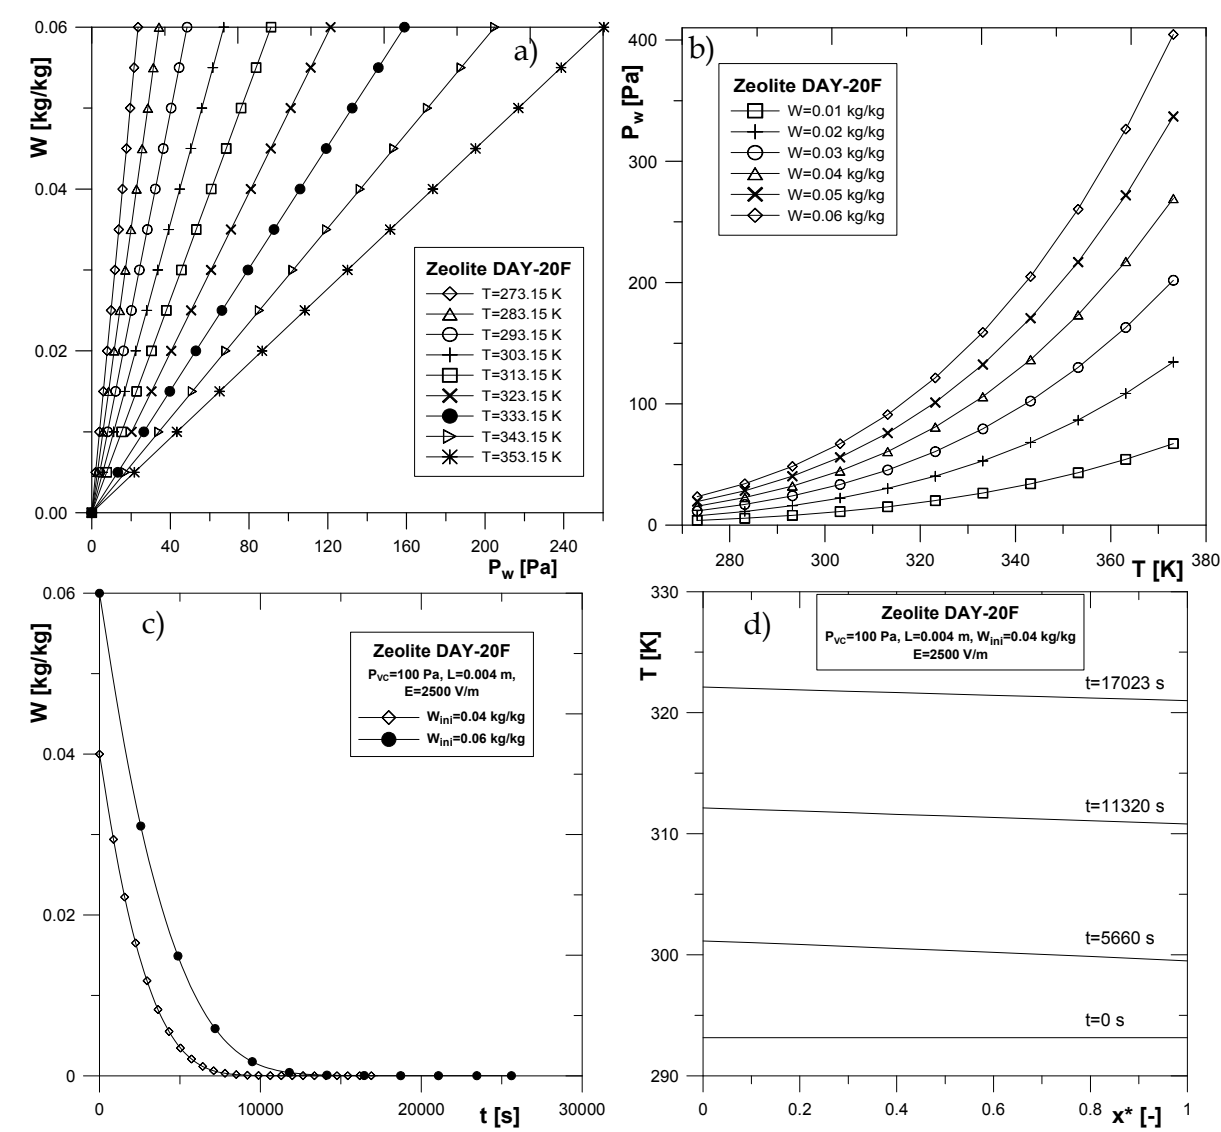 a)
W [kg/kg]
0.06
0.04
0.02
0.00
Zeolite DAY-20F
T=273.15 K
T=283.15 K
T=293.15 K
T=303.15 K
T=313.15 K
T=323.15 K
T=333.15 K
T=343.15 K
T=353.15 K
0 40 80 120 160 200 240
Pw [Pa]
b)
Pw [Pa]
400
300
200
100
0
Zeolite DAY-20F
W=0.01 kg/kg
W=0.02 kg/kg
W=0.03 kg/kg
W=0.04 kg/kg
W=0.05 kg/kg
W=0.06 kg/kg
280 300 320 340 360 380
T [K]
c)
W [kg/kg]
0.06
0.04
0.02
0
Zeolite DAY-20F
PVC=100 Pa, L=0.004 m,
E=2500 V/m
Wini=0.04 kg/kg
Wini=0.06 kg/kg
0 10000 20000 30000
t [s]
d)
T [K]
330
320
310
300
290
Zeolite DAY-20F
PVC=100 Pa, L=0.004 m, Wini=0.04 kg/kg
E=2500 V/m
t=17023 s
t=11320 s
t=5660 s
t=0 s
0 0.2 0.4 0.6 0.8 1
x* [-]